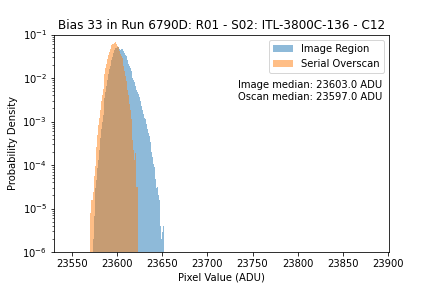 Bias 33 in Run 6790D: R01 - S02: ITL-3800C-136 - C12
Image Region
Serial Overscan
Image median: 23603.0 ADU
Oscan median: 23597.0 ADU
Probability Density
10⁻¹
10⁻²
10⁻³
10⁻⁴
10⁻⁵
10⁻⁶
23550 23600 23650 23700 23750 23800 23850 23900
Pixel Value (ADU)